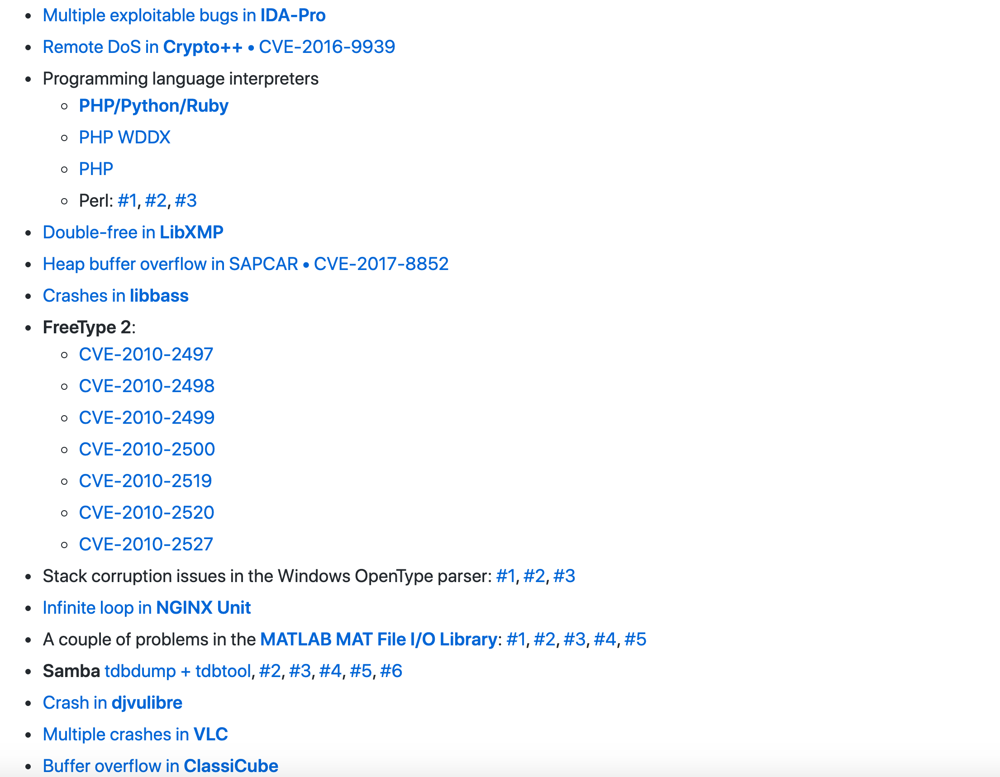 Multiple exploitable bugs in IDA-Pro
Remote DoS in Crypto++ • CVE-2016-9939
Programming language interpreters
PHP/Python/Ruby
PHP WDDX
PHP
Perl: #1, #2, #3
Double-free in LibXMP
Heap buffer overflow in SAPCAR • CVE-2017-8852
Crashes in libbass
FreeType 2:
CVE-2010-2497
CVE-2010-2498
CVE-2010-2499
CVE-2010-2500
CVE-2010-2519
CVE-2010-2520
CVE-2010-2527
Stack corruption issues in the Windows OpenType parser: #1, #2, #3
Infinite loop in NGINX Unit
A couple of problems in the MATLAB MAT File I/O Library: #1, #2, #3, #4, #5
Samba tdbdump + tdbtool, #2, #3, #4, #5, #6
Crash in djvulibre
Multiple crashes in VLC
Buffer overflow in ClassiCube